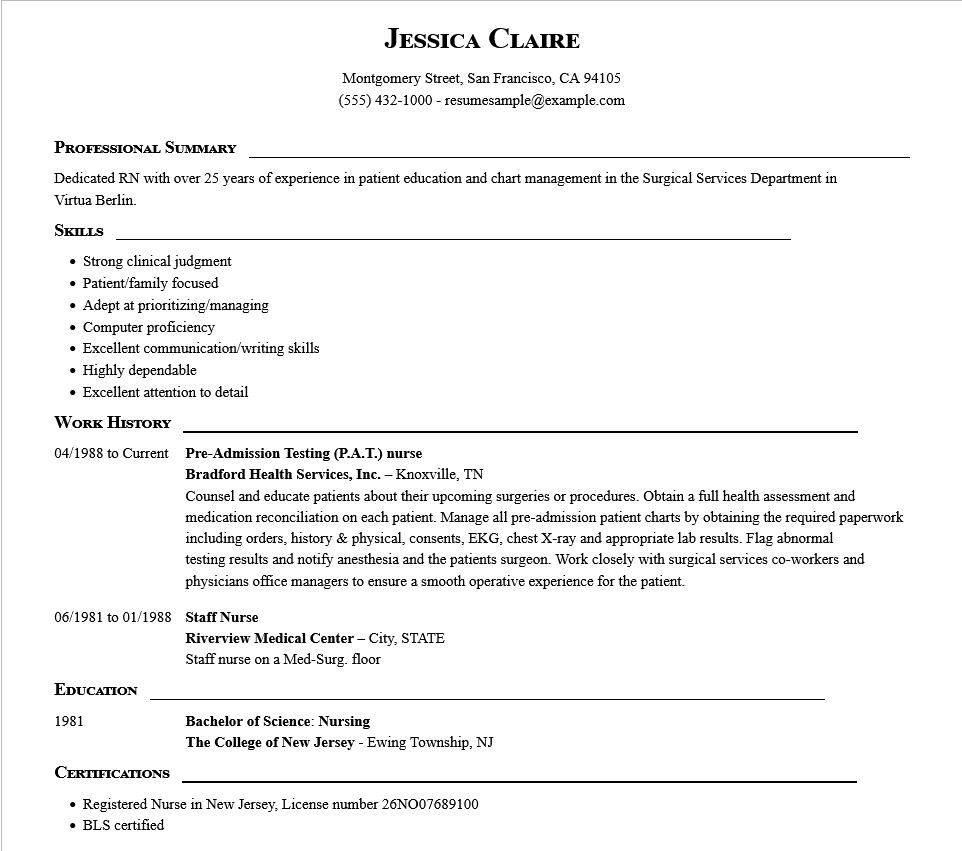 Jessica Claire
Montgomery Street, San Francisco, CA 94105
(555) 432-1000 - resumesample@example.com
Professional Summary
Dedicated RN with over 25 years of experience in patient education and chart management in the Surgical Services Department in
Virtua Berlin.
Skills
• Strong clinical judgment
• Patient/family focused
• Adept at prioritizing/managing
• Computer proficiency
• Excellent communication/writing skills
• Highly dependable
• Excellent attention to detail
Work History
04/1988 to Current Pre-Admission Testing (P.A.T.) nurse
Bradford Health Services, Inc. – Knoxville, TN
Counsel and educate patients about their upcoming surgeries or procedures. Obtain a full health assessment and
medication reconciliation on each patient. Manage all pre-admission patient charts by obtaining the required paperwork
including orders, history & physical, consents, EKG, chest X-ray and appropriate lab results. Flag abnormal
testing results and notify anesthesia and the patients surgeon. Work closely with surgical services co-workers and
physicians office managers to ensure a smooth operative experience for the patient.
06/1981 to 01/1988 Staff Nurse
Riverview Medical Center – City, STATE
Staff nurse on a Med-Surg. floor
Education
1981 Bachelor of Science: Nursing
The College of New Jersey - Ewing Township, NJ
Certifications
• Registered Nurse in New Jersey, License number 26NO07689100
• BLS certified